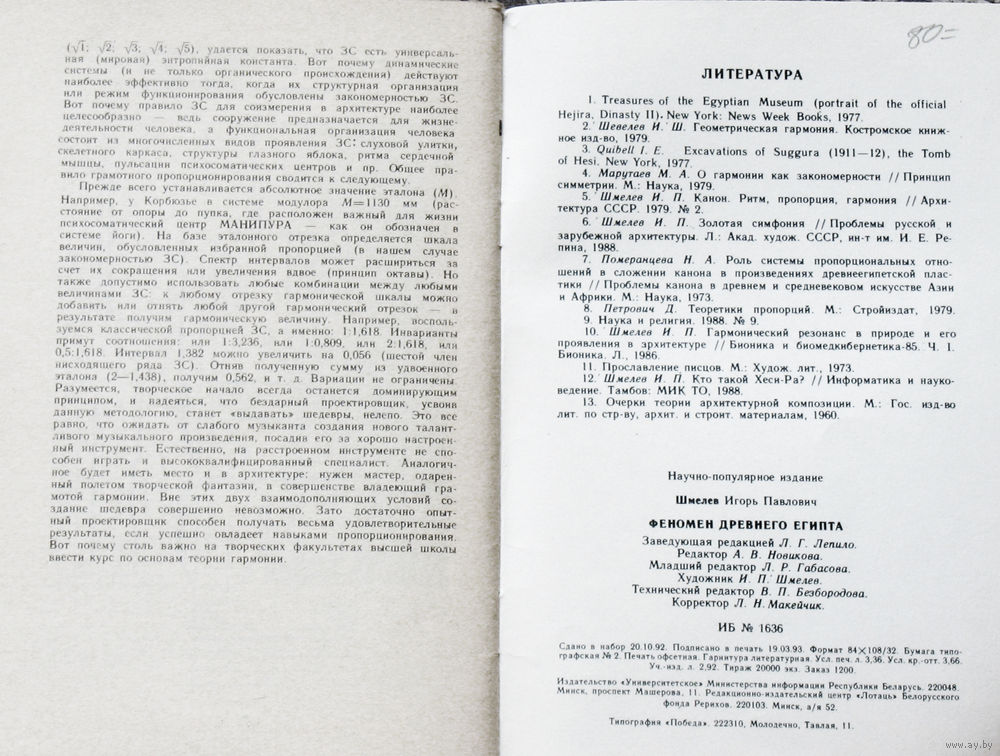 (√1; √2; √3; √4; √5), удается показать, что ЗС есть универсаль-
ная (мировая) энтропийная константа. Вот почему динамические
системы (и не только органического происхождения) действуют
наиболее эффективно тогда, когда их структурная организация
или режим функционирования обусловлены закономерностью ЗС.
Вот почему правило ЗС для соизмерения в архитектуре наиболее
целесообразно — ведь сооружение предназначается для жизне-
деятельности человека, а функциональная организация человека
состоит из многочисленных видов проявления ЗС: слуховой улитки,
скелетного каркаса, структуры глазного яблока, ритма сердечной
мышцы, пульсации психосоматических центров и пр. Общее пра-
вило грамотного пропорционирования сводится к следующему.
Прежде всего устанавливается абсолютное значение эталона (М).
Например, у Корбюзье в системе модулора М=1130 мм (рас-
стояние от опоры до пупка, где расположен важный для жизни
психосоматический центр МАНИПУРА — как он обозначен в
системе йоги). На базе эталонного отрезка определяется шкала
величин, обусловленных избранной пропорцией (в нашем случае
закономерностью ЗС). Спектр интервалов может расшириться за
счет их сокращения или увеличения вдвое (принцип октавы). Но
также допустимо использовать любые комбинации между любыми
величинами ЗС: к любому отрезку гармонической шкалы можно
добавить или отнять любой другой гармонический отрезок — в
результате получим гармоническую величину. Например, восполь-
зуемся классической пропорцией ЗС, а именно: 1:1,618. Инварианты
примут соотношения: или 1:3,236, или 1:0,809, или 2:1,618, или
0,5:1,618. Интервал 1,382 можно увеличить на 0,056 (шестой член
нисходящего ряда ЗС). Отняв полученную сумму из удвоенного
эталона (2—1,438), получим 0,562, и т. д. Вариации не ограничены.
Разумеется, творческое начало всегда останется доминирующим
принципом, и надеяться, что бездарный проектировщик, усвоив
данную методологию, станет «выдавать» шедевры, нелепо. Это все
равно, что ожидать от слабого музыканта создания нового талант-
ливого музыкального произведения, посадив его за хорошо настроен-
ный инструмент. Естественно, на расстроенном инструменте не спо-
собен играть и высококвалифицированный специалист. Аналогич-
ное будет иметь место и в архитектуре: нужен мастер, одарен-
ный полетом творческой фантазии, в совершенстве владеющий гра-
мотой гармонии. Вне этих двух взаимодополняющих условий со-
здание шедевра совершенно невозможно. Зато достаточно опыт-
ный проектировщик способен получать весьма удовлетворительные
результаты, если успешно овладеет навыками пропорционирования.
Вот почему столь важно на творческих факультетах высшей школы
ввести курс по основам теории гармонии.
80=
ЛИТЕРАТУРА
1. Treasures of the Egyptian Museum (portrait of the official
Hejira, Dinasty II). New York: News Week Books, 1977.
2. Шевелев И. Ш. Геометрическая гармония. Костромское книж-
ное изд-во, 1979.
3. Quibell I. E. Excavations of Suggura (1911—12), the Tomb
of Hesi. New York, 1977.
4. Марутаев М. А. О гармонии как закономерности // Принцип
симметрии. М.: Наука, 1979.
5. Шмелев И. П. Канон. Ритм, пропорция, гармония // Архи-
тектура СССР. 1979. № 2.
6. Шмелев И. П. Золотая симфония // Проблемы русской и
зарубежной архитектуры. Л.: Акад. худож. СССР, ин-т им. И. Е. Ре-
пина, 1988.
7. Померанцева Н. А. Роль системы пропорциональных отно-
шений в сложении канона в произведениях древнеегипетской плас-
тики // Проблемы канона в древнем и средневековом искусстве Азии
и Африки. М.: Наука, 1973.
8. Петрович Д. Теоретики пропорций. М.: Стройиздат, 1979.
9. Наука и религия. 1988. № 9.
10. Шмелев И. П. Гармонический резонанс в природе и его
проявления в архитектуре // Бионика и биомедкибернетика-85. Ч. I.
Бионика. Л., 1986.
11. Прославление писцов. М.: Худож. лит., 1973.
12. Шмелев И. П. Кто такой Хеси-Ра? // Информатика и науко-
ведение. Тамбов: МИК ТО, 1988.
13. Очерки теории архитектурной композиции. М.: Гос. изд-во
лит. по стр-ву, архит. и строит. материалам, 1960.
Научно-популярное издание
Шмелев Игорь Павлович
ФЕНОМЕН ДРЕВНЕГО ЕГИПТА
Заведующая редакцией Л. Г. Лепило.
Редактор А. В. Новикова.
Младший редактор Л. Р. Габасова.
Художник И. П. Шмелев.
Технический редактор В. П. Безбородова.
Корректор Л. Н. Макейчик.
ИБ № 1636
Сдано в набор 20.10.92. Подписано в печать 19.03.93. Формат 84×108/32. Бумага типо-
графская № 2. Печать офсетная. Гарнитура литературная. Усл. печ. л. 3,36. Усл. кр.-отт. 3,66.
Уч.-изд. л. 2,92. Тираж 20000 экз. Заказ 1200.
Издательство «Университетское» Министерства информации Республики Беларусь. 220048.
Минск, проспект Машерова, 11. Редакционно-издательский центр «Лотаць» Белорусского
фонда Рерихов. 220103. Минск, а/я 52.
Типография «Победа». 222310, Молодечно, Тавлая, 11.
www.ay.by